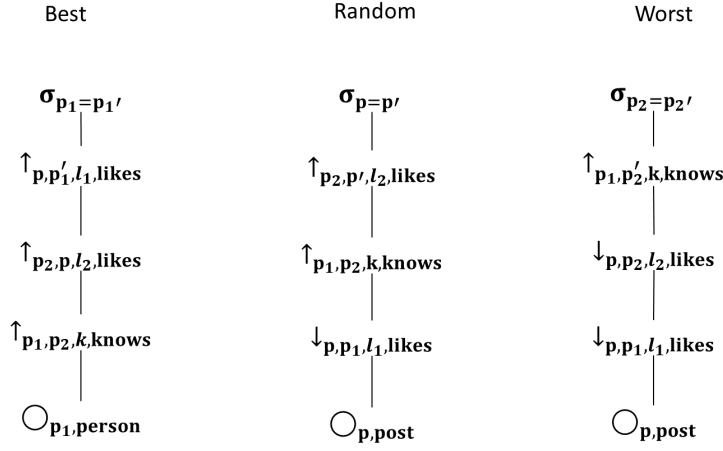 Best Random Worst
σp₁=p₁′ σp=p′ σp₂=p₂′
↑p,p₁′,l₁,likes ↑p₂,p′,l₂,likes ↑p₁,p₂′,k,knows
↑p₂,p,l₂,likes ↑p₁,p₂,k,knows ↓p,p₂,l₂,likes
↑p₁,p₂,k,knows ↓p,p₁,l₁,likes ↓p,p₁,l₁,likes
◯p₁,person ◯p,post ◯p,post